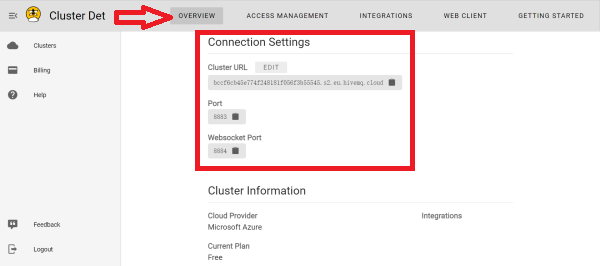 Cluster Det
OVERVIEW
ACCESS MANAGEMENT
INTEGRATIONS
WEB CLIENT
GETTING STARTED
Clusters
Billing
Help
Feedback
Logout
Connection Settings
Cluster URL EDIT
bccf6cb45e774f248181f956f3b55545.s2.eu.hivemq.cloud
Port
8883
Websocket Port
8884
Cluster Information
Cloud Provider
Microsoft Azure
Integrations
Current Plan
Free